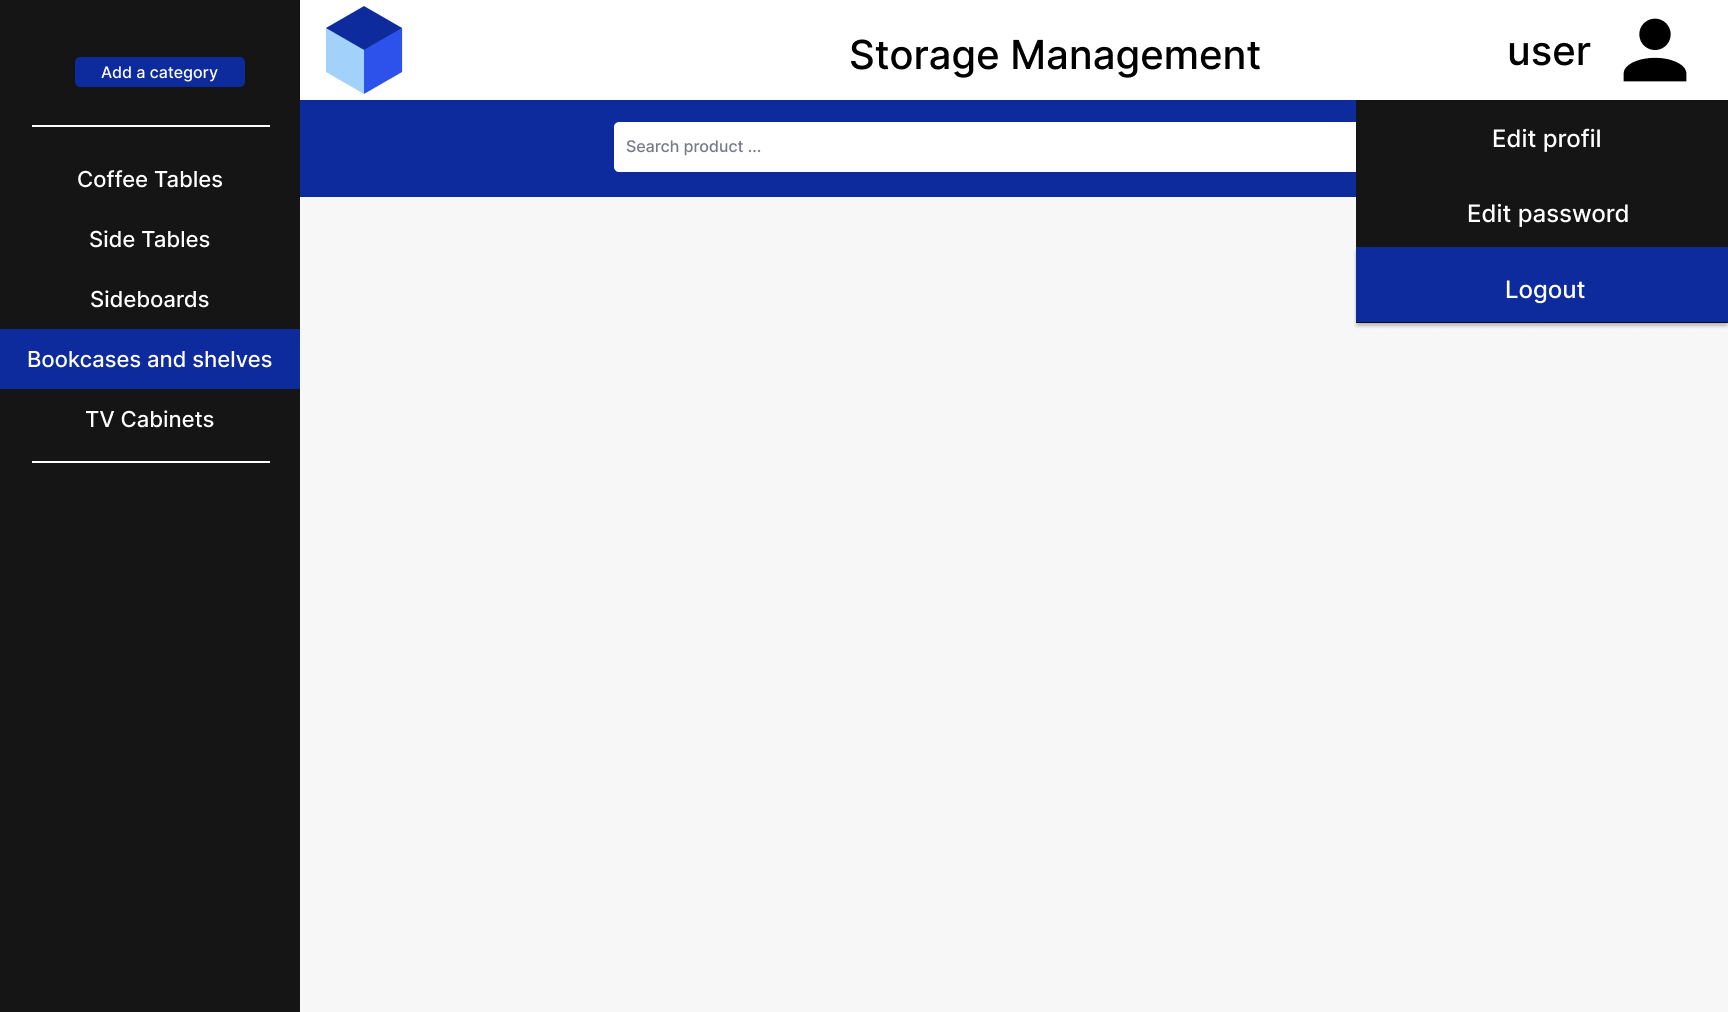 Add a category
Coffee Tables
Side Tables
Sideboards
Bookcases and shelves
TV Cabinets
Storage Management
user
Search product ...
Edit profil
Edit password
Logout